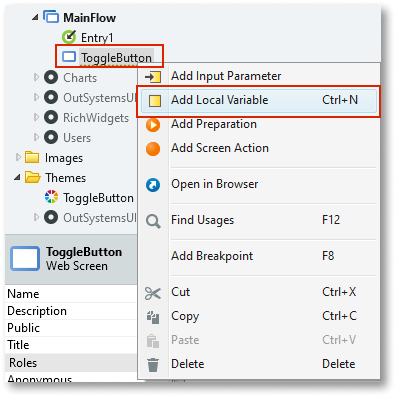 MainFlow
Entry1
ToggleButton
Charts
OutSystemsUI
RichWidgets
Users
Images
Themes
ToggleButton
OutSystemsUI
ToggleButton
Web Screen
Name
Description
Public
Title
Roles
Anonymous
Add Input Parameter
Add Local Variable Ctrl+N
Add Preparation
Add Screen Action
Open in Browser
Find Usages F12
Add Breakpoint F8
Cut Ctrl+X
Copy Ctrl+C
Paste Ctrl+V
Delete Delete